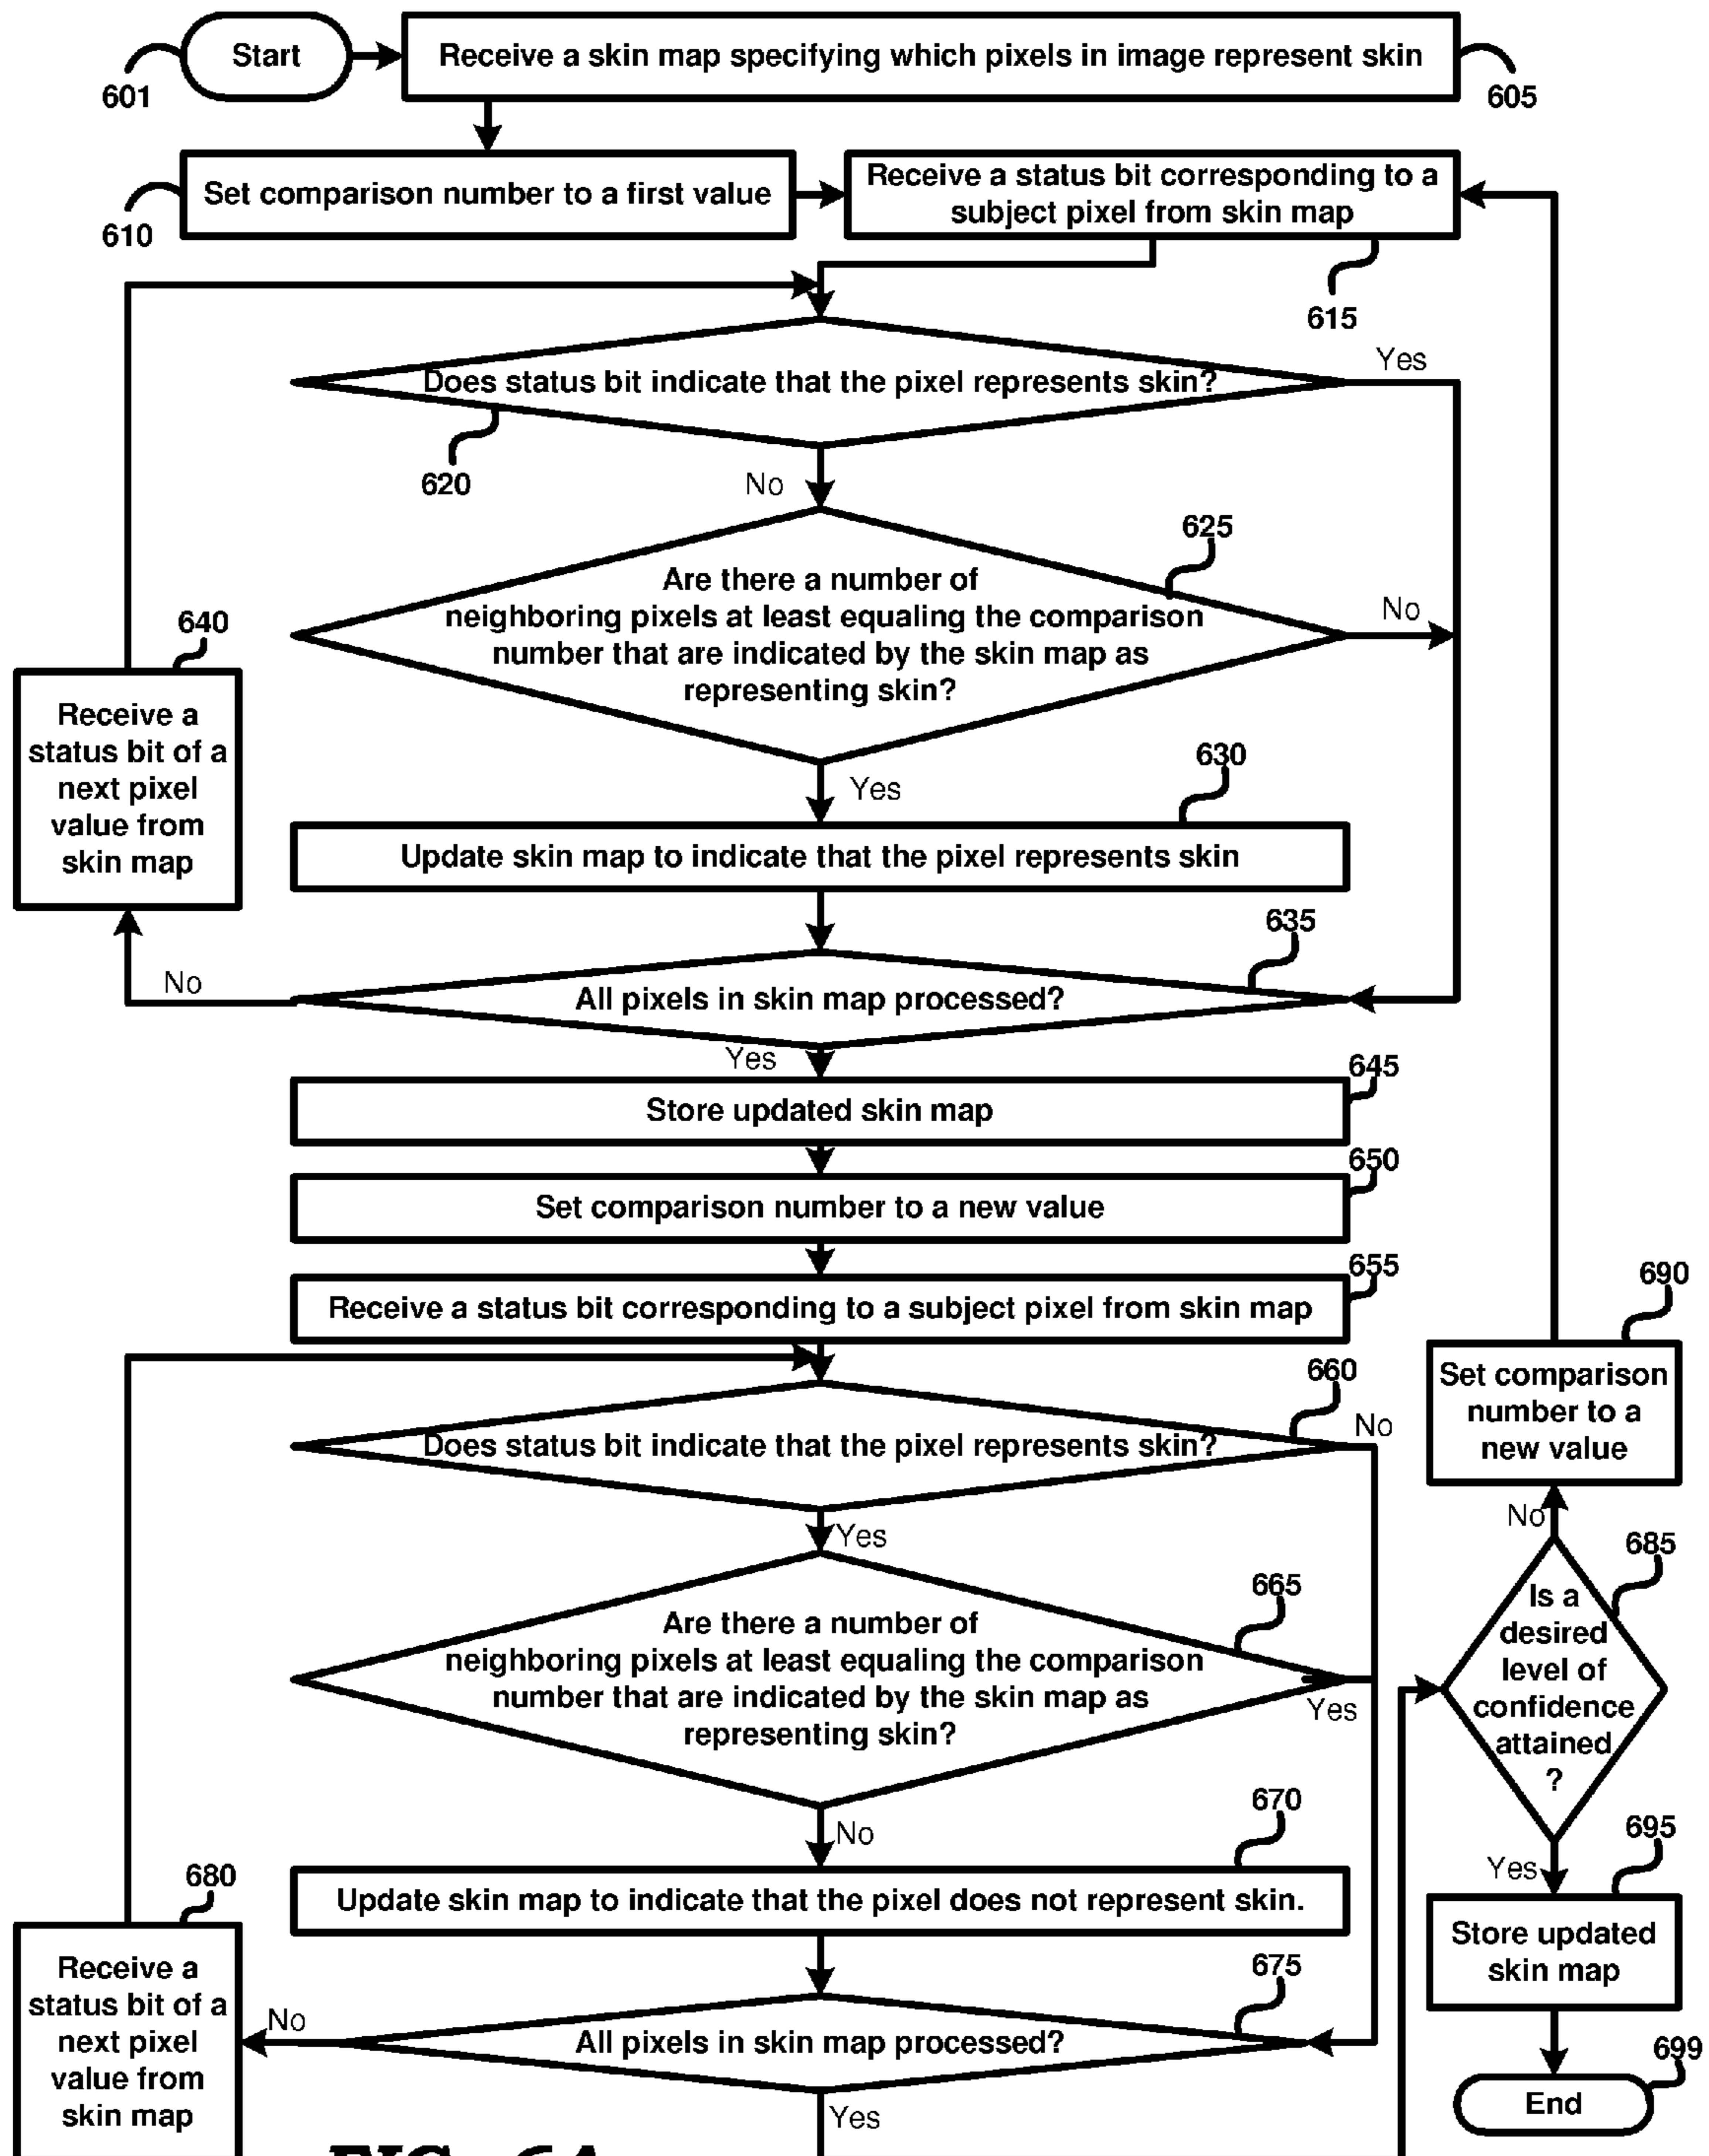 Start
Receive a skin map specifying which pixels in image represent skin
601
605
Set comparison number to a first value
Receive a status bit corresponding to a
subject pixel from skin map
610
615
Does status bit indicate that the pixel represents skin?
Yes
620
No
625
Are there a number of
neighboring pixels at least equaling the comparison
number that are indicated by the skin map as
representing skin?
No
640
Receive a
status bit of a
next pixel
value from
skin map
Yes
630
Update skin map to indicate that the pixel represents skin
635
All pixels in skin map processed?
No
Yes
645
Store updated skin map
650
Set comparison number to a new value
655
Receive a status bit corresponding to a subject pixel from skin map
660
Does status bit indicate that the pixel represents skin?
No
Yes
665
Are there a number of
neighboring pixels at least equaling the comparison
number that are indicated by the skin map as
representing skin?
Yes
No
670
Update skin map to indicate that the pixel does not represent skin.
675
All pixels in skin map processed?
No
680
Receive a
status bit of a
next pixel
value from
skin map
Yes
690
Set comparison
number to a
new value
No
685
Is a
desired
level of
confidence
attained
?
Yes
695
Store updated
skin map
699
End
FIG. 6A